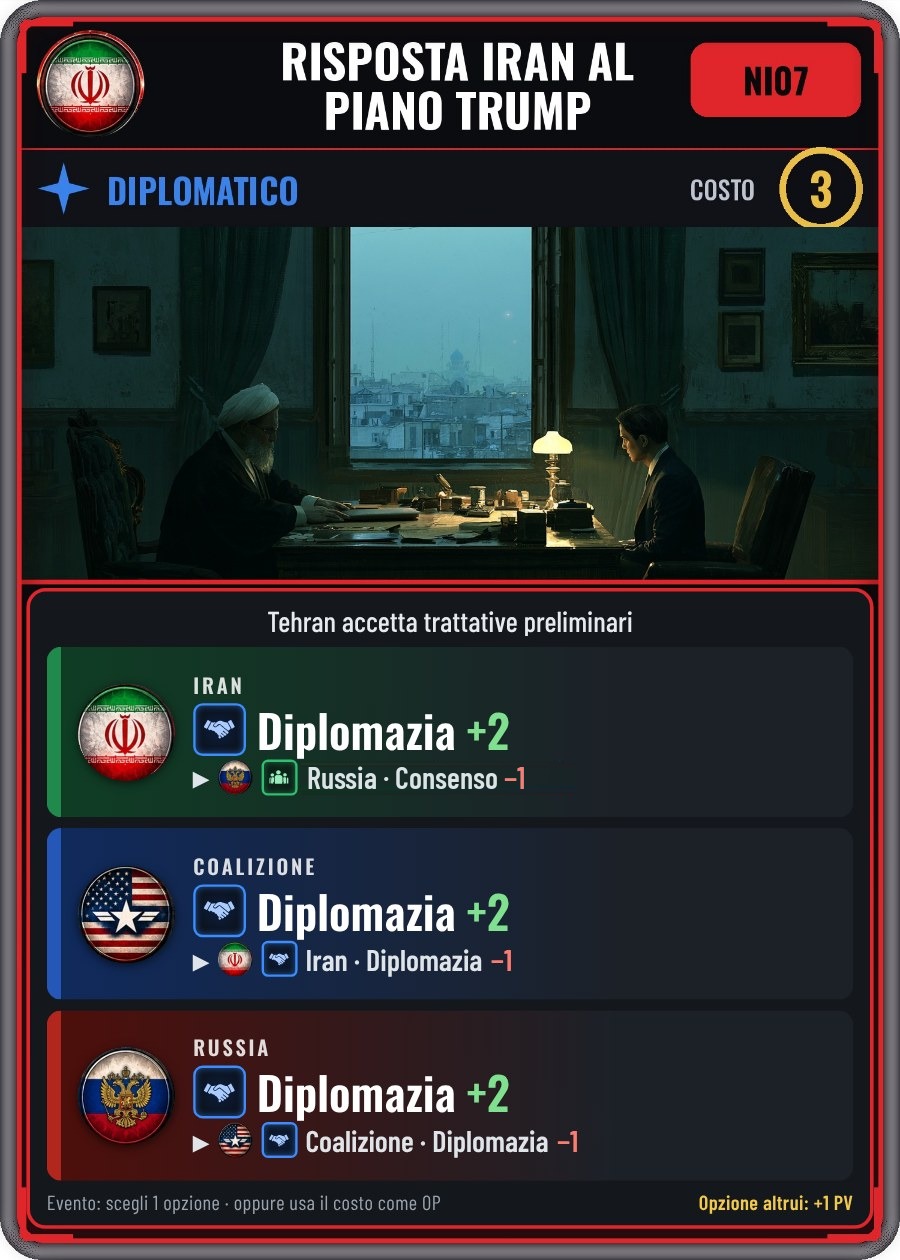 RISPOSTA IRAN AL
PIANO TRUMP
NI07
DIPLOMATICO
COSTO
3
Tehran accetta trattative preliminari
IRAN
Diplomazia +2
▶ Russia · Consenso −1
COALIZIONE
Diplomazia +2
▶ Iran · Diplomazia −1
RUSSIA
Diplomazia +2
▶ Coalizione · Diplomazia −1
Evento: scegli 1 opzione · oppure usa il costo come OP
Opzione altrui: +1 PV